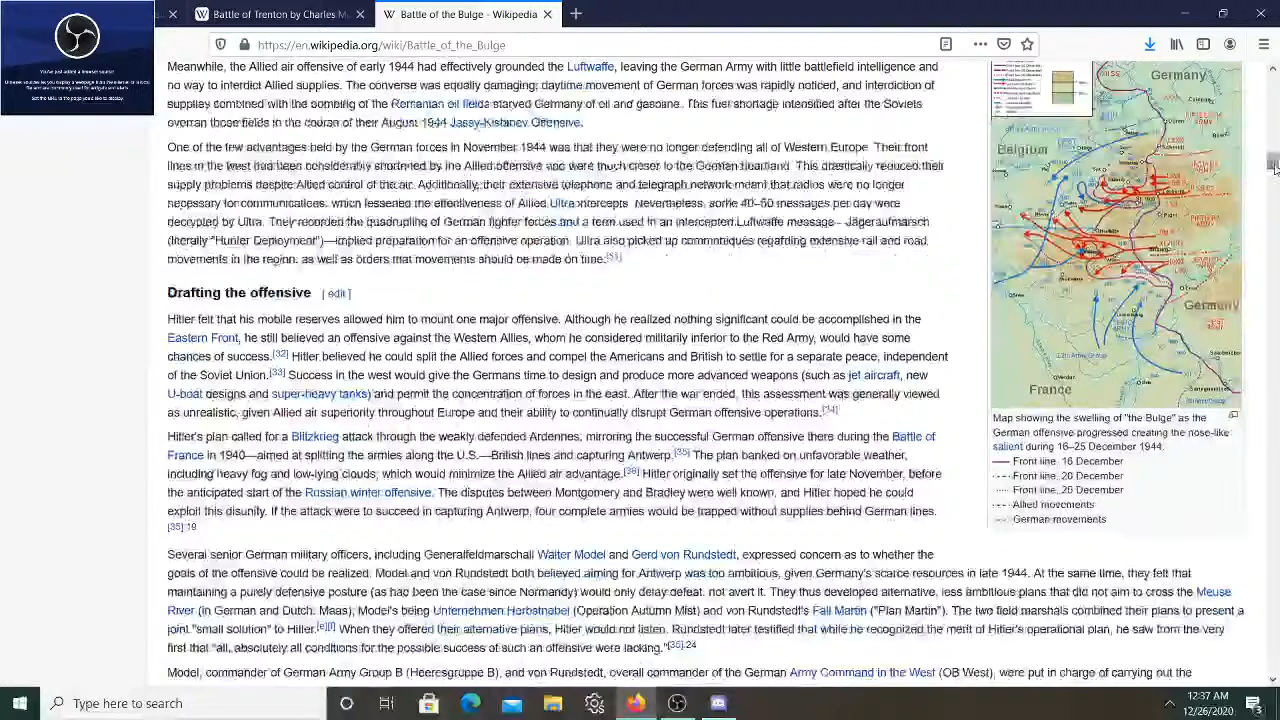 Battle of Trenton by Charles M
Battle of the Bulge - Wikipedia
https://en.wikipedia.org/wiki/Battle_of_the_Bulge
You've just added a browser source!
Meanwhile, the Allied air offensive of early 1944 had effectively grounded the Luftwaffe, leaving the German Army with little battlefield intelligence and
no way to interdict Allied supplies. The converse was equally damaging; daytime movement of German forces was rapidly noticed, and interdiction of
supplies combined with the bombing of the Romanian oil fields starved Germany of oil and gasoline. This fuel shortage intensified after the Soviets
overran those fields in the course of their August 1944 Jassy-Kishinev Offensive.
One of the few advantages held by the German forces in November 1944 was that they were no longer defending all of Western Europe. Their front
lines in the west had been considerably shortened by the Allied offensive and were much closer to the German heartland. This drastically reduced their
supply problems despite Allied control of the air. Additionally, their extensive telephone and telegraph network meant that radios were no longer
necessary for communications, which lessened the effectiveness of Allied Ultra intercepts. Nevertheless, some 40–50 messages per day were
decrypted by Ultra. They recorded the quadrupling of German fighter forces and a term used in an intercepted Luftwaffe message—Jägeraufmarsch
(literally "Hunter Deployment")—implied preparation for an offensive operation. Ultra also picked up communiqués regarding extensive rail and road
movements in the region, as well as orders that movements should be made on time.[31]
Drafting the offensive [ edit ]
Hitler felt that his mobile reserves allowed him to mount one major offensive. Although he realized nothing significant could be accomplished in the
Eastern Front, he still believed an offensive against the Western Allies, whom he considered militarily inferior to the Red Army, would have some
chances of success.[32] Hitler believed he could split the Allied forces and compel the Americans and British to settle for a separate peace, independent
of the Soviet Union.[33] Success in the west would give the Germans time to design and produce more advanced weapons (such as jet aircraft, new
U-boat designs and super-heavy tanks) and permit the concentration of forces in the east. After the war ended, this assessment was generally viewed
as unrealistic, given Allied air superiority throughout Europe and their ability to continually disrupt German offensive operations.[34]
Hitler's plan called for a Blitzkrieg attack through the weakly defended Ardennes, mirroring the successful German offensive there during the Battle of
France in 1940—aimed at splitting the armies along the U.S.—British lines and capturing Antwerp.[35] The plan banked on unfavorable weather,
including heavy fog and low-lying clouds, which would minimize the Allied air advantage.[36] Hitler originally set the offensive for late November, before
the anticipated start of the Russian winter offensive. The disputes between Montgomery and Bradley were well known, and Hitler hoped he could
exploit this disunity. If the attack were to succeed in capturing Antwerp, four complete armies would be trapped without supplies behind German lines.
[35]:19
Several senior German military officers, including Generalfeldmarschall Walter Model and Gerd von Rundstedt, expressed concern as to whether the
goals of the offensive could be realized. Model and von Rundstedt both believed aiming for Antwerp was too ambitious, given Germany's scarce resources in late 1944. At the same time, they felt that
maintaining a purely defensive posture (as had been the case since Normandy) would only delay defeat, not avert it. They thus developed alternative, less ambitious plans that did not aim to cross the Meuse
River (in German and Dutch: Maas), Model's being Unternehmen Herbstnebel (Operation Autumn Mist) and von Rundstedt's Fall Martin ("Plan Martin"). The two field marshals combined their plans to present a
joint "small solution" to Hitler.[e][f] When they offered their alternative plans, Hitler would not listen. Rundstedt later testified that while he recognized the merit of Hitler's operational plan, he saw from the very
first that "all, absolutely all conditions for the possible success of such an offensive were lacking."[35]:24
Model, commander of German Army Group B (Heeresgruppe B), and von Rundstedt, overall commander of the German Army Command in the West (OB West), were put in charge of carrying out the
Germany
Belgium
Germany
France
Map showing the swelling of "the Bulge" as the
German offensive progressed creating the nose-like
salient during 16–25 December 1944.
Front line, 16 December
Front line, 20 December
Front line, 25 December
Allied movements
German movements
Type here to search
12:37 AM
12/26/2020
3